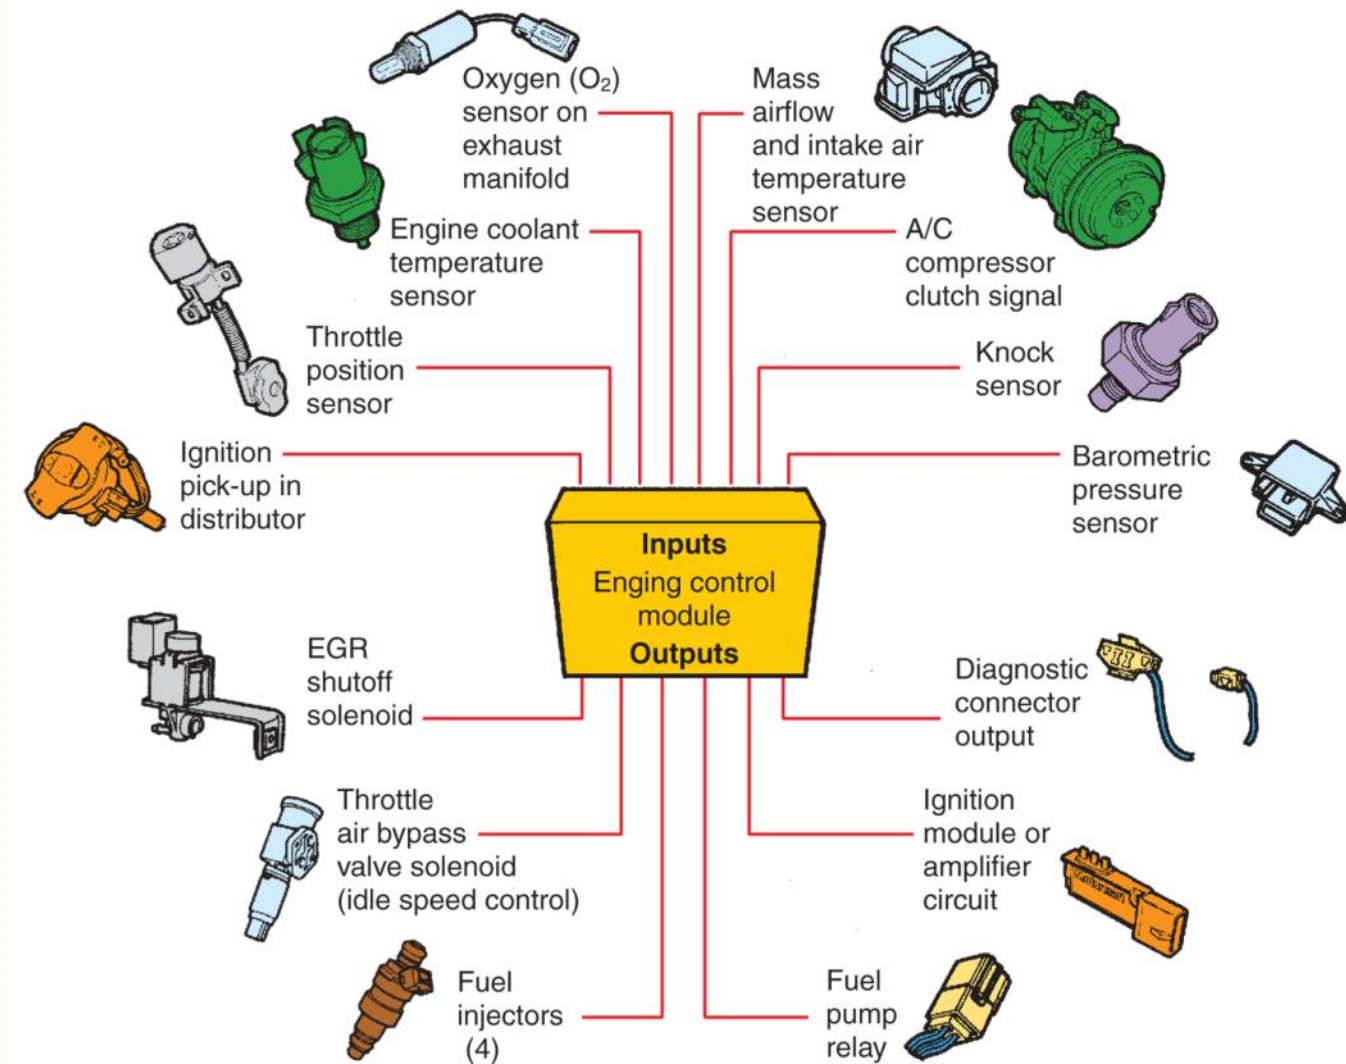 Oxygen (O₂)
sensor on
exhaust
manifold
Mass
airflow
and intake air
temperature
sensor
Engine coolant
temperature
sensor
A/C
compressor
clutch signal
Throttle
position
sensor
Knock
sensor
Ignition
pick-up in
distributor
Barometric
pressure
sensor
Inputs
Enging control
module
Outputs
EGR
shutoff
solenoid
Diagnostic
connector
output
Throttle
air bypass
valve solenoid
(idle speed control)
Ignition
module or
amplifier
circuit
Fuel
injectors
(4)
Fuel
pump
relay